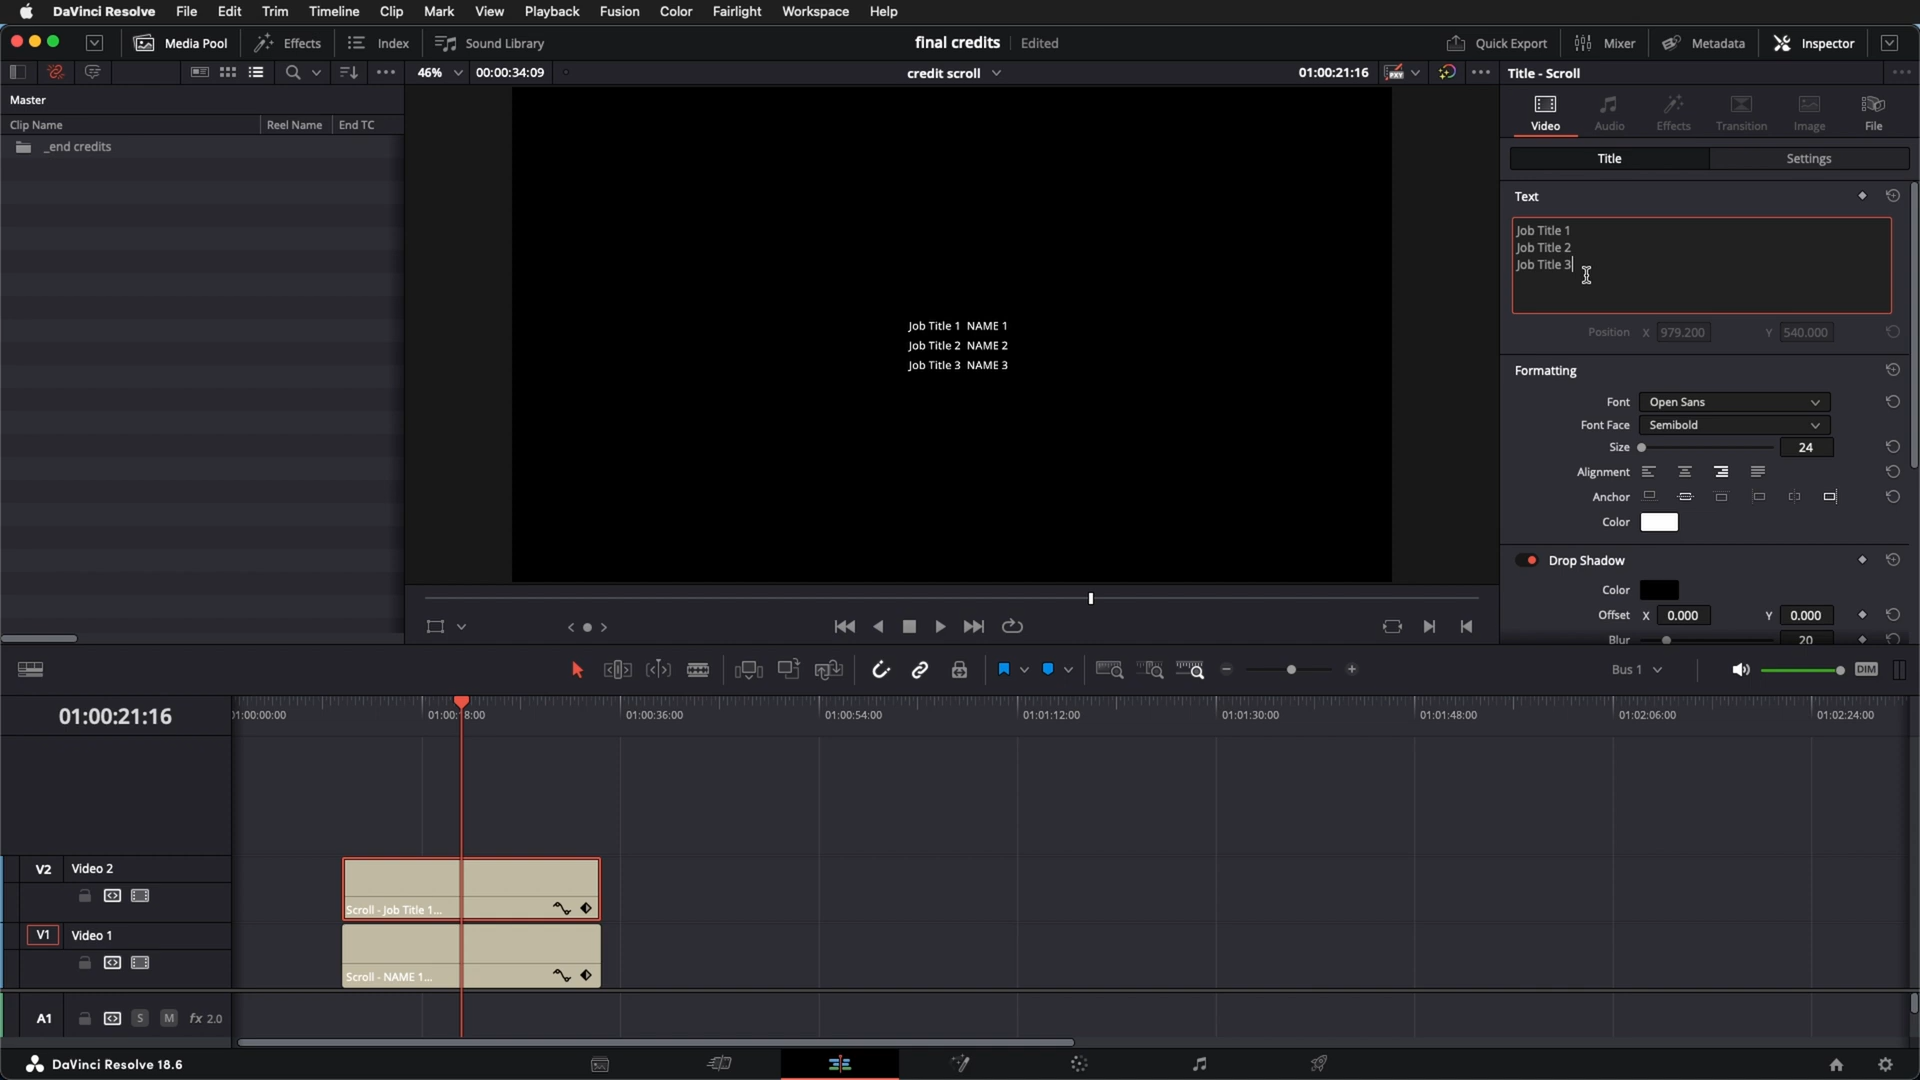 DaVinci Resolve File Edit Trim Timeline Clip Mark View Playback Fusion Color Fairlight Workspace Help
Media Pool Effects Index Sound Library final credits Edited Quick Export Mixer Metadata Inspector
46% 00:00:34:09 credit scroll 01:00:21:16 PXY Title - Scroll
Master
Clip Name Reel Name End TC
_end credits
Video Audio Effects Transition Image File
Title Settings
Text
Job Title 1
Job Title 2
Job Title 3
Position X 979.200 Y 540.000
Formatting
Font Open Sans
Font Face Semibold
Size 24
Alignment
Anchor
Color
Drop Shadow
Color
Offset X 0.000 Y 0.000
Blur 20
Job Title 1 NAME 1
Job Title 2 NAME 2
Job Title 3 NAME 3
Bus 1 DIM
01:00:21:16
01:00:00:00 01:00:18:00 01:00:36:00 01:00:54:00 01:01:12:00 01:01:30:00 01:01:48:00 01:02:06:00 01:02:24:00
V2 Video 2
Scroll - Job Title 1...
V1 Video 1
Scroll - NAME 1...
A1 S M fx 2.0
DaVinci Resolve 18.6